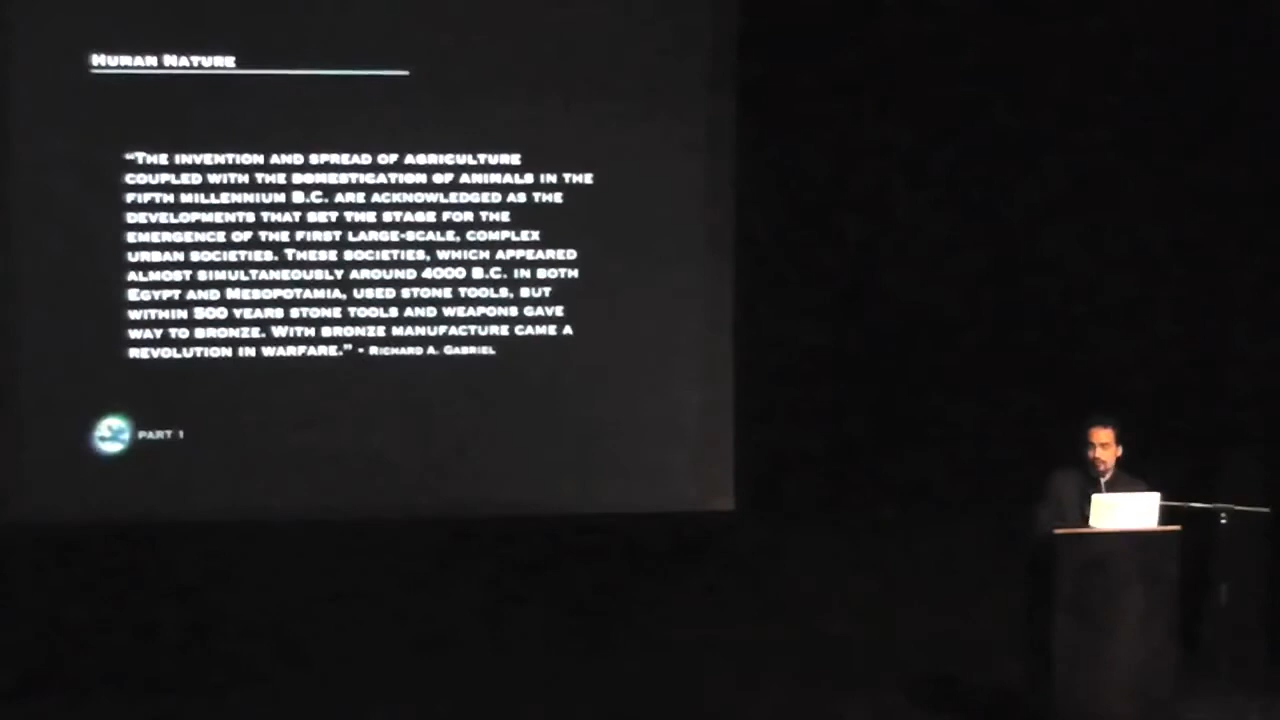 HUMAN NATURE
“THE INVENTION AND SPREAD OF AGRICULTURE
COUPLED WITH THE DOMESTICATION OF ANIMALS IN THE
FIFTH MILLENNIUM B.C. ARE ACKNOWLEDGED AS THE
DEVELOPMENTS THAT SET THE STAGE FOR THE
EMERGENCE OF THE FIRST LARGE-SCALE, COMPLEX
URBAN SOCIETIES. THESE SOCIETIES, WHICH APPEARED
ALMOST SIMULTANEOUSLY AROUND 4000 B.C. IN BOTH
EGYPT AND MESOPOTAMIA, USED STONE TOOLS, BUT
WITHIN 500 YEARS STONE TOOLS AND WEAPONS GAVE
WAY TO BRONZE. WITH BRONZE MANUFACTURE CAME A
REVOLUTION IN WARFARE.” - RICHARD A. GABRIEL
PART 1